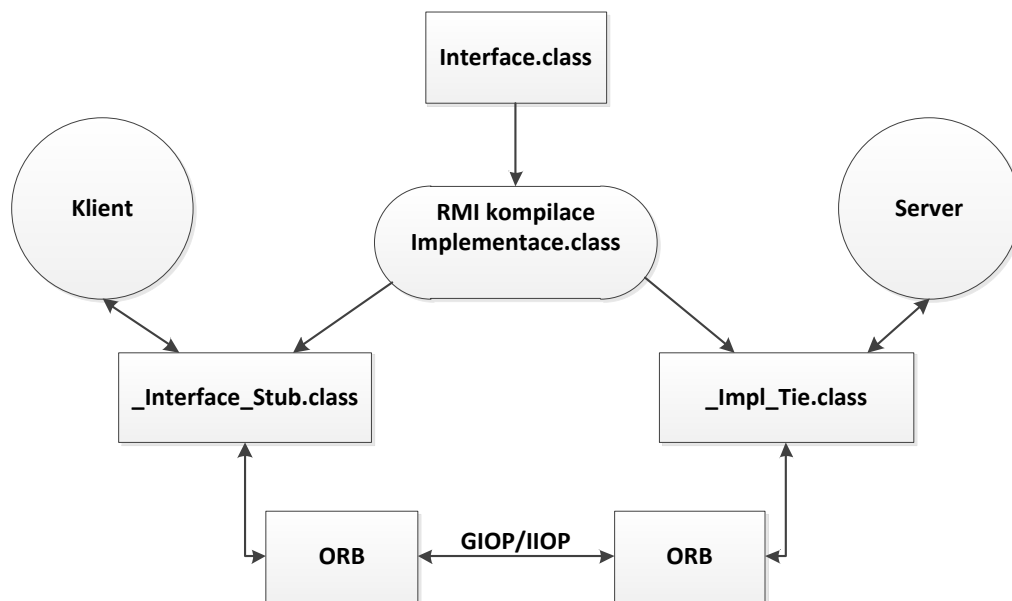 Interface.class
Klient
RMI kompilace
Implementace.class
Server
_Interface_Stub.class
_Impl_Tie.class
ORB
GIOP/IIOP
ORB